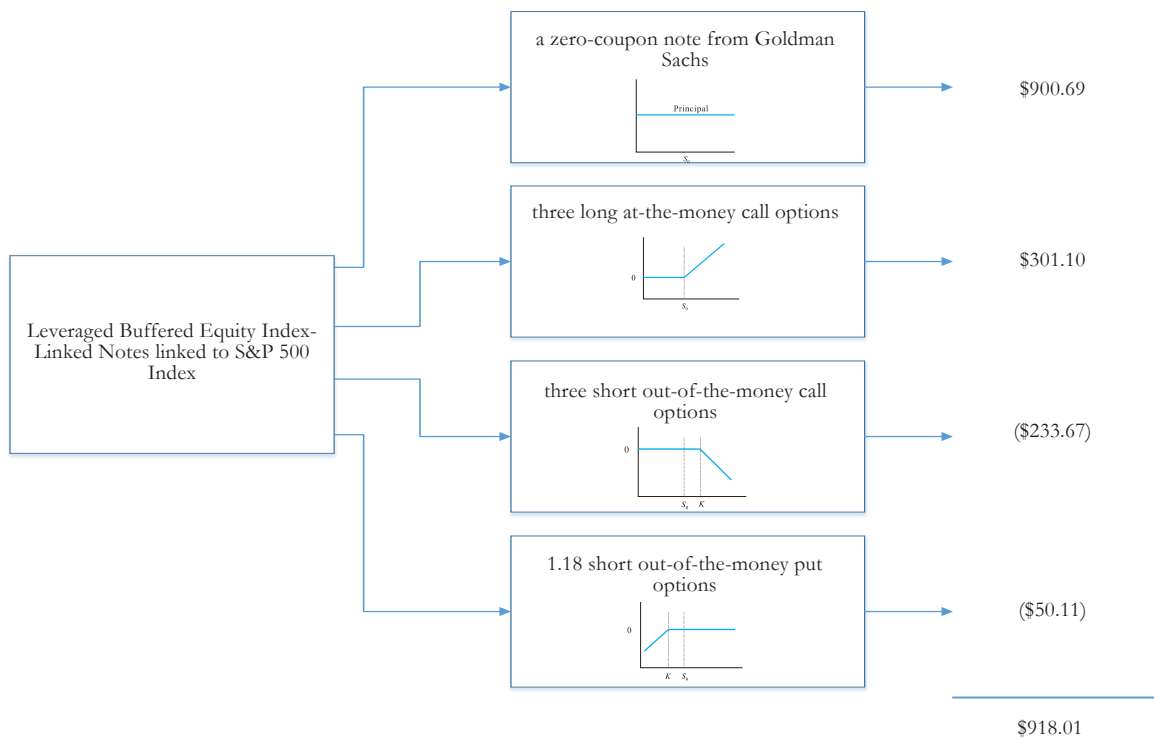 a zero-coupon note from Goldman
Sachs
Principal
S₀
$900.69
three long at-the-money call options
0
S₀
$301.10
Leveraged Buffered Equity Index-
Linked Notes linked to S&P 500
Index
three short out-of-the-money call
options
0
S₀ K
($233.67)
1.18 short out-of-the-money put
options
0
K S₀
($50.11)
$918.01